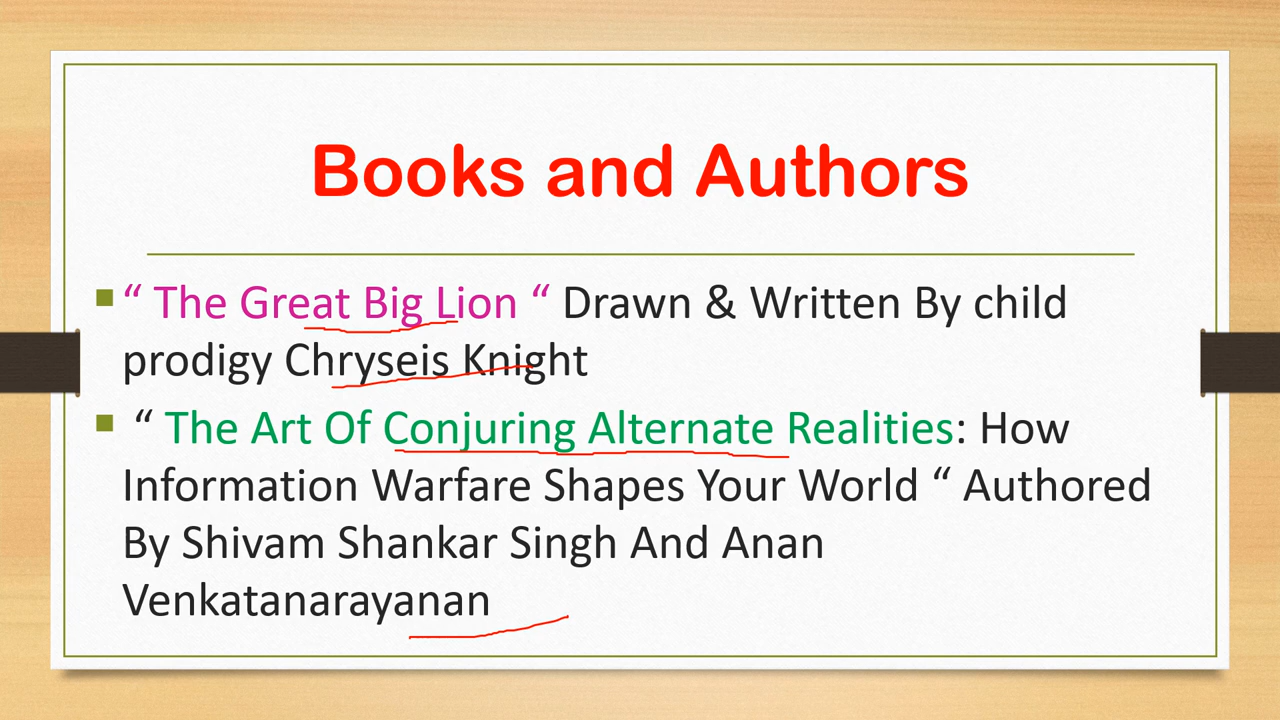 Books and Authors
“ The Great Big Lion “ Drawn & Written By child
prodigy Chryseis Knight
“ The Art Of Conjuring Alternate Realities: How
Information Warfare Shapes Your World “ Authored
By Shivam Shankar Singh And Anan
Venkatanarayanan